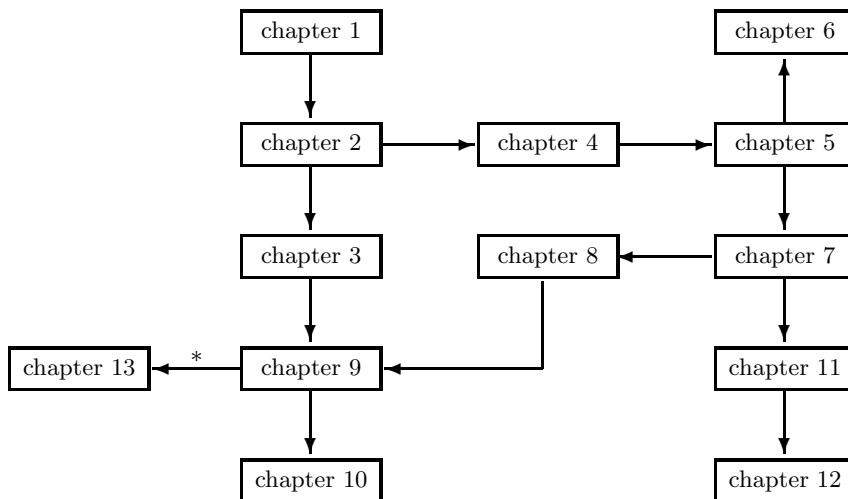 chapter 1
chapter 6
chapter 2
chapter 4
chapter 5
chapter 3
chapter 8
chapter 7
*
chapter 13
chapter 9
chapter 11
chapter 10
chapter 12